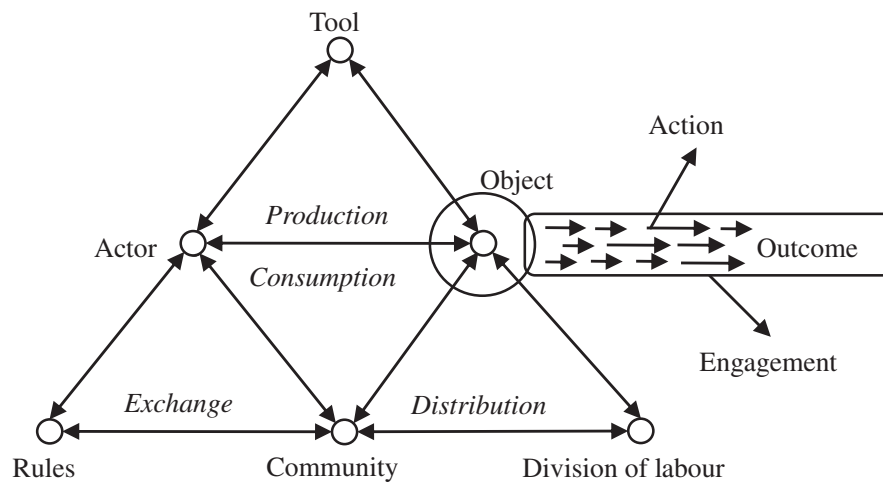 Tool
Action
Object
Production
Actor
Outcome
Consumption
Engagement
Exchange
Distribution
Rules
Community
Division of labour